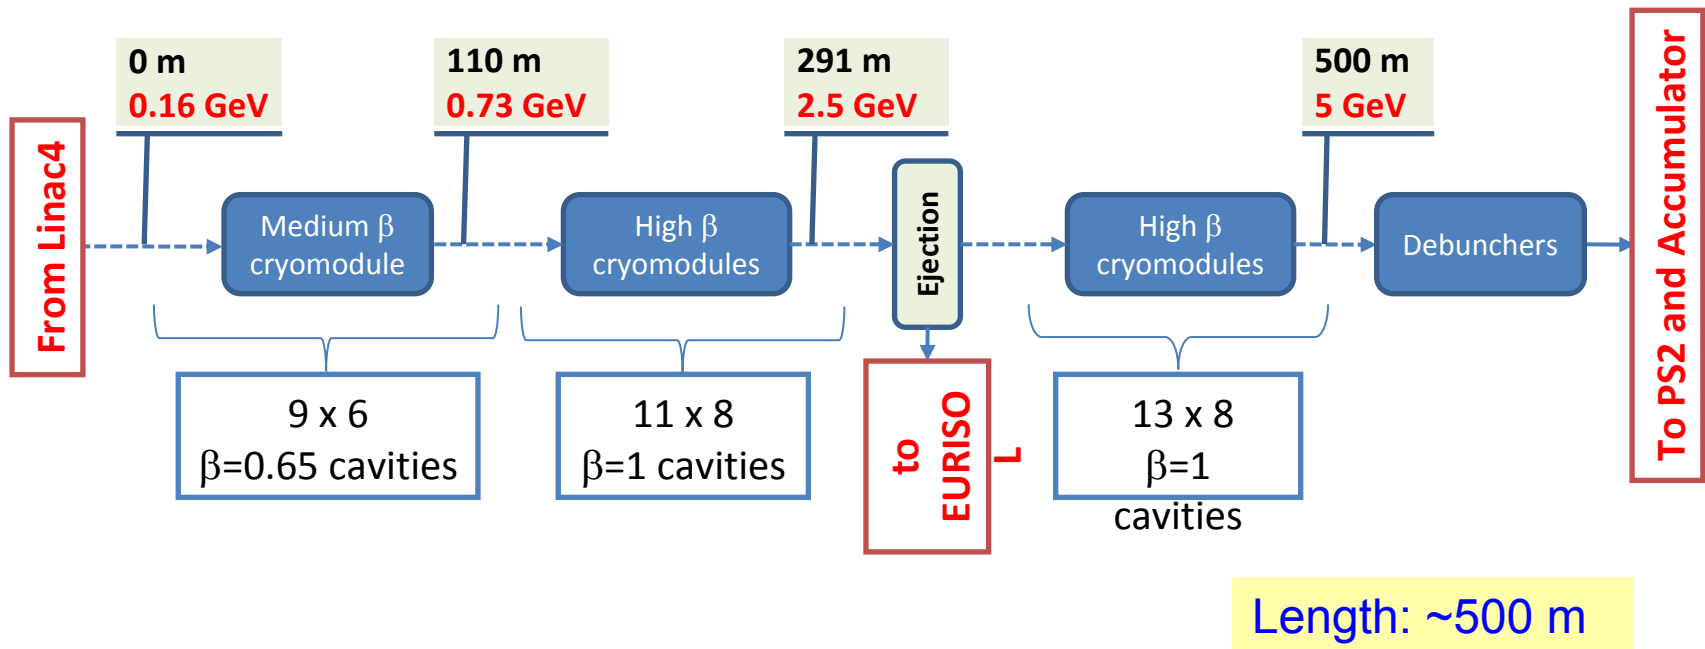 From Linac4
0 m
0.16 GeV
Medium β
cryomodule
9 x 6
β=0.65 cavities
110 m
0.73 GeV
High β
cryomodules
11 x 8
β=1 cavities
291 m
2.5 GeV
Ejection
to
EURISO
L
High β
cryomodules
13 x 8
β=1
cavities
500 m
5 GeV
Debunchers
To PS2 and Accumulator
Length: ~500 m